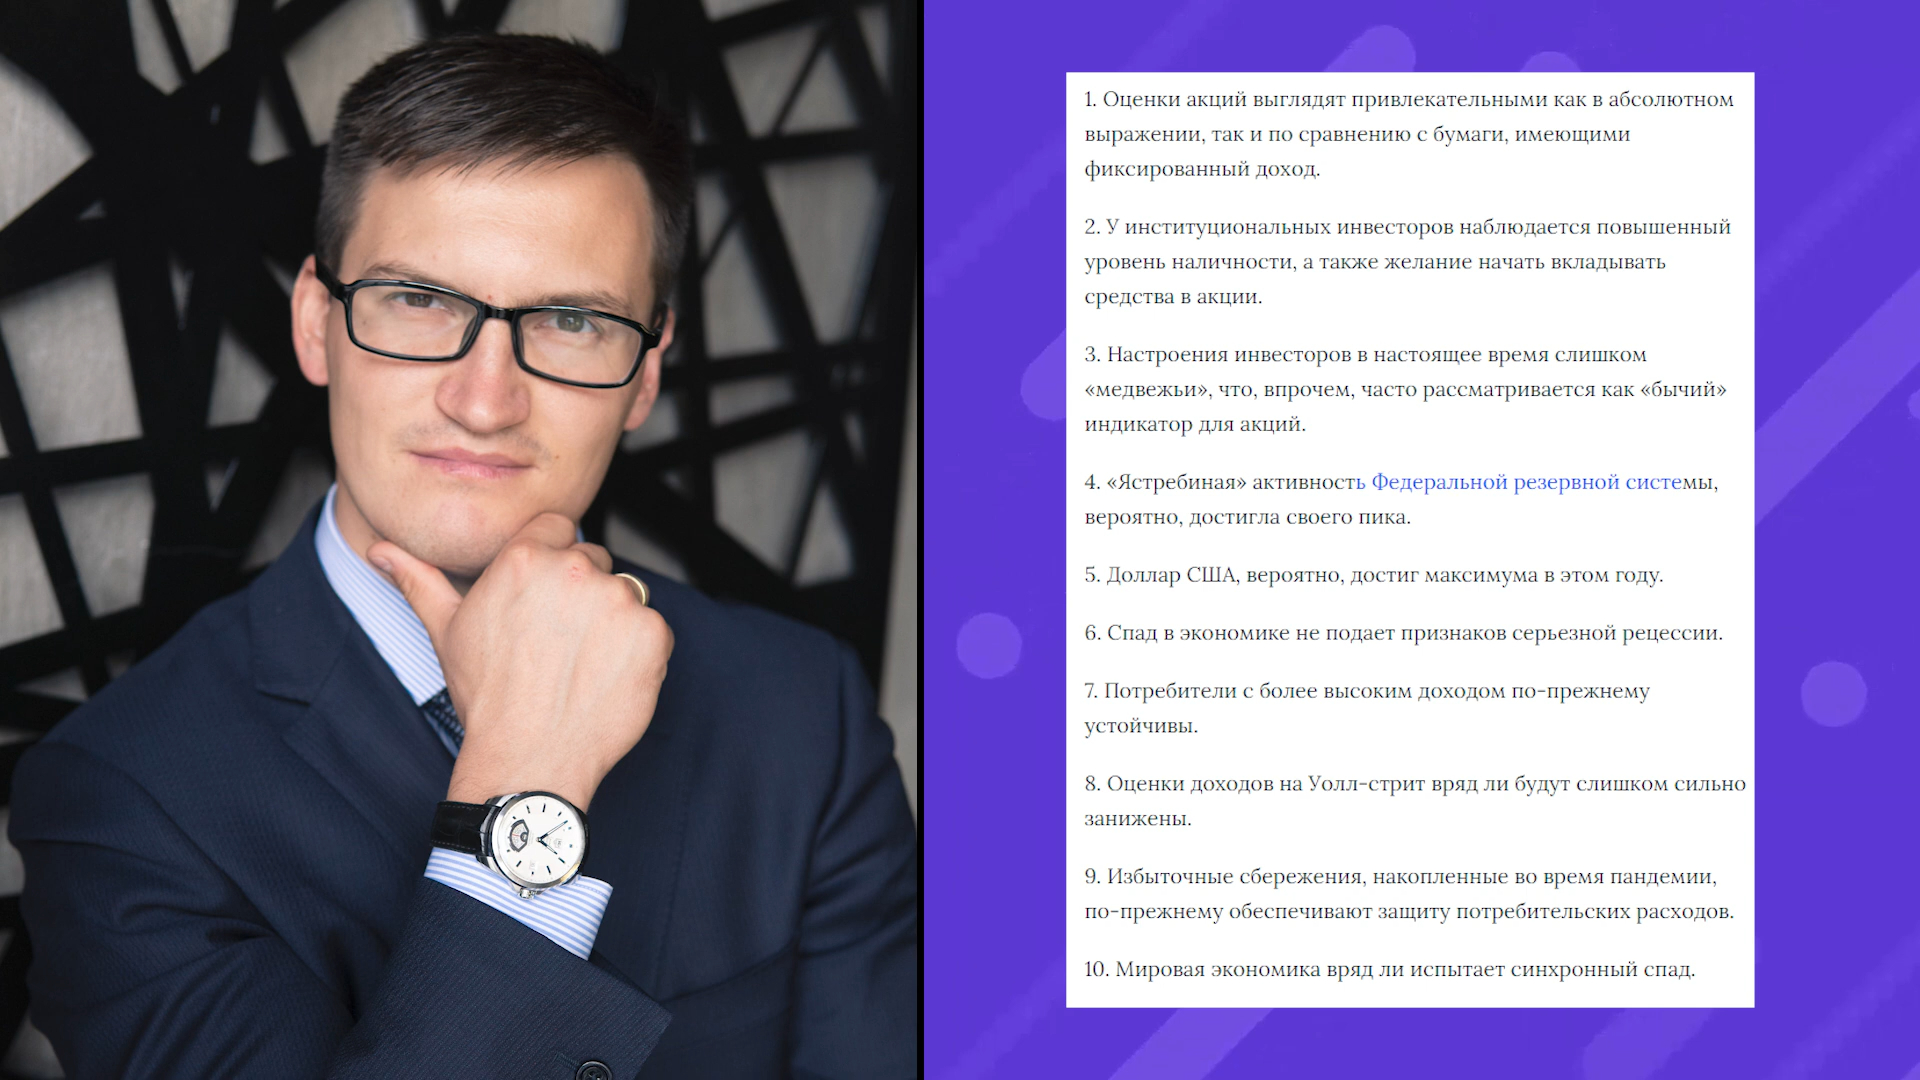 1. Оценки акций выглядят привлекательными как в абсолютном
выражении, так и по сравнению с бумаги, имеющими
фиксированный доход.
2. У институциональных инвесторов наблюдается повышенный
уровень наличности, а также желание начать вкладывать
средства в акции.
3. Настроения инвесторов в настоящее время слишком
«медвежьи», что, впрочем, часто рассматривается как «бычий»
индикатор для акций.
4. «Ястребиная» активность Федеральной резервной системы,
вероятно, достигла своего пика.
5. Доллар США, вероятно, достиг максимума в этом году.
6. Спад в экономике не подает признаков серьезной рецессии.
7. Потребители с более высоким доходом по-прежнему
устойчивы.
8. Оценки доходов на Уолл-стрит вряд ли будут слишком сильно
занижены.
9. Избыточные сбережения, накопленные во время пандемии,
по-прежнему обеспечивают защиту потребительских расходов.
10. Мировая экономика вряд ли испытает синхронный спад.